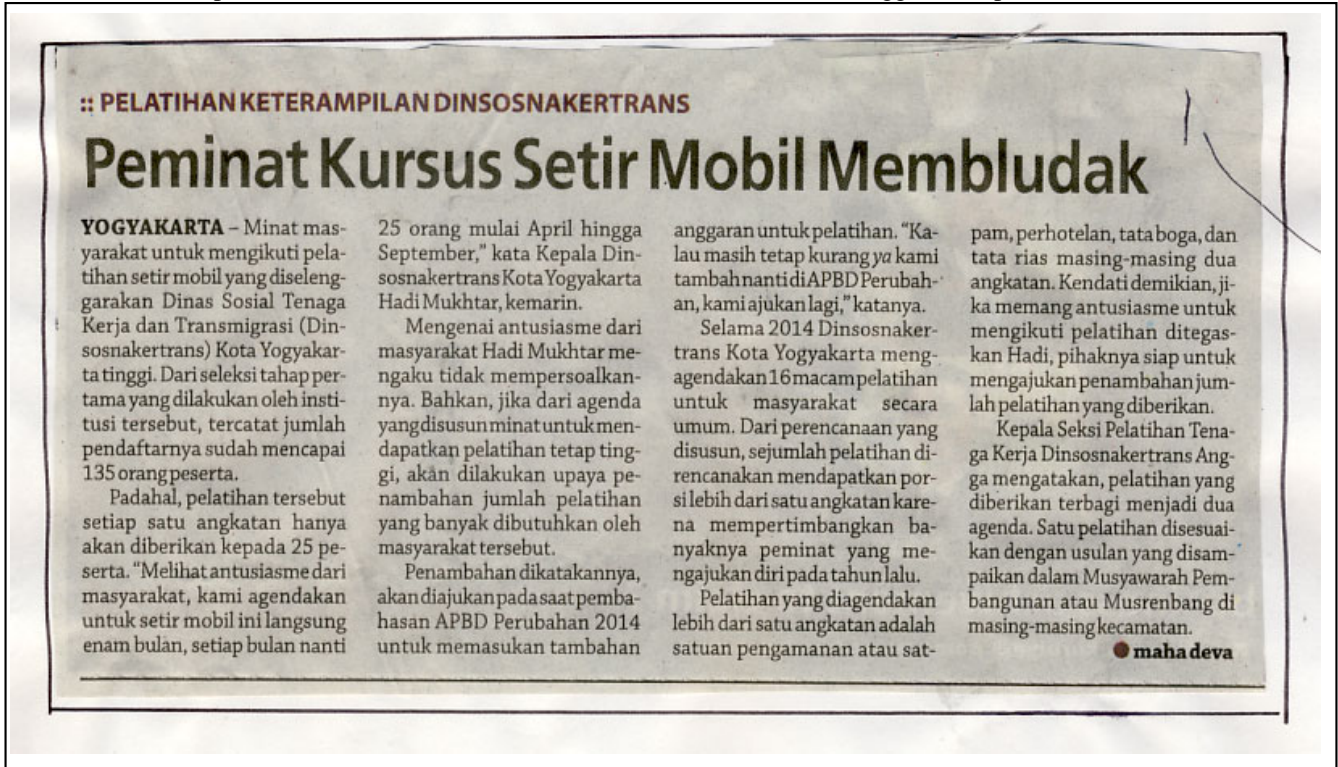 :: PELATIHAN KETERAMPILAN DINSOSNAKERTRANS
Peminat Kursus Setir Mobil Membludak
YOGYAKARTA – Minat mas-
yarakat untuk mengikuti pela-
tihan setir mobil yang diseleng-
garakan Dinas Sosial Tenaga
Kerja dan Transmigrasi (Din-
sosnakertrans) Kota Yogyakar-
ta tinggi. Dari seleksi tahap per-
tama yang dilakukan oleh insti-
tusi tersebut, tercatat jumlah
pendaftarnya sudah mencapai
135 orang peserta.
Padahal, pelatihan tersebut
setiap satu angkatan hanya
akan diberikan kepada 25 pe-
serta. “Melihat antusiasme dari
masyarakat, kami agendakan
untuk setir mobil ini langsung
enam bulan, setiap bulan nanti
25 orang mulai April hingga
September,” kata Kepala Din-
sosnakertrans Kota Yogyakarta
Hadi Mukhtar, kemarin.
Mengenai antusiasme dari
masyarakat Hadi Mukhtar me-
ngaku tidak mempersoalkan-
nya. Bahkan, jika dari agenda
yang disusun minat untuk men-
dapatkan pelatihan tetap ting-
gi, akan dilakukan upaya pe-
nambahan jumlah pelatihan
yang banyak dibutuhkan oleh
masyarakat tersebut.
Penambahan dikatakannya,
akan diajukan pada saat pemba-
hasan APBD Perubahan 2014
untuk memasukan tambahan
anggaran untuk pelatihan. “Ka-
lau masih tetap kurang ya kami
tambah nanti di APBD Perubah-
an, kami ajukan lagi,” katanya.
Selama 2014 Dinsosnaker-
trans Kota Yogyakarta meng-
agendakan 16 macam pelatihan
untuk masyarakat secara
umum. Dari perencanaan yang
disusun, sejumlah pelatihan di-
rencanakan mendapatkan por-
si lebih dari satu angkatan kare-
na mempertimbangkan ba-
nyaknya peminat yang me-
ngajukan diri pada tahun lalu.
Pelatihan yang diagendakan
lebih dari satu angkatan adalah
satuan pengamanan atau sat-
pam, perhotelan, tata boga, dan
tata rias masing-masing dua
angkatan. Kendati demikian, ji-
ka memang antusiasme untuk
mengikuti pelatihan ditegas-
kan Hadi, pihaknya siap untuk
mengajukan penambahan jum-
lah pelatihan yang diberikan.
Kepala Seksi Pelatihan Tena-
ga Kerja Dinsosnakertrans Ang-
ga mengatakan, pelatihan yang
diberikan terbagi menjadi dua
agenda. Satu pelatihan disesuai-
kan dengan usulan yang disam-
paikan dalam Musyawarah Pem-
bangunan atau Musrenbang di
masing-masing kecamatan.
● maha deva